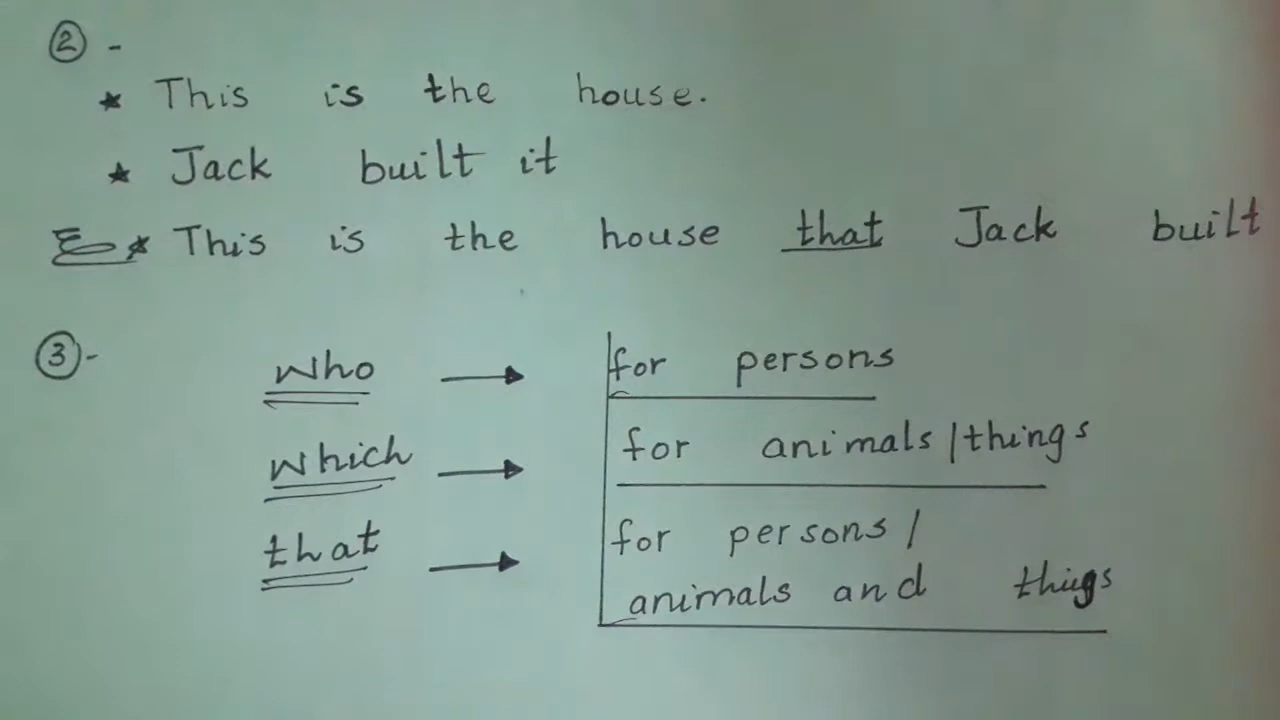 ② -
★ This is the house.
★ Jack built it
★ This is the house that Jack built
③ -
who → for persons
which → for animals/things
that → for persons/
animals and things